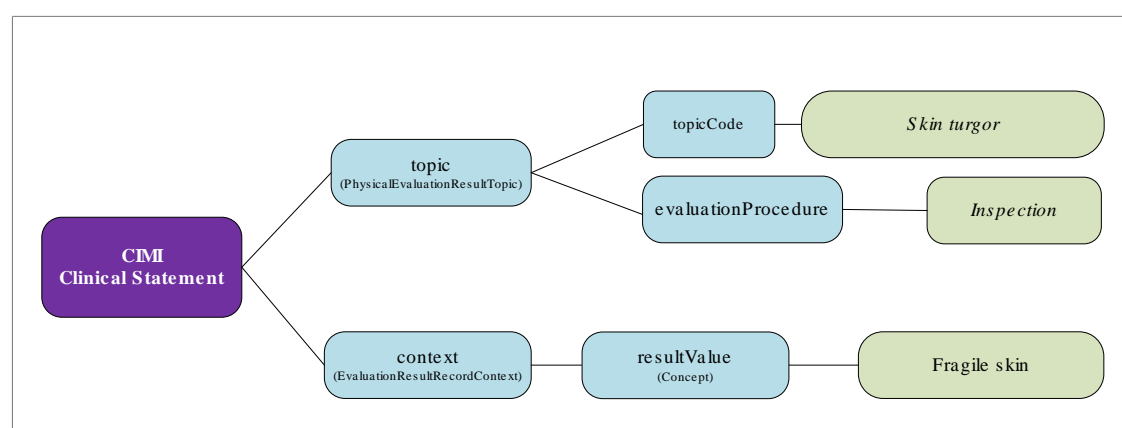 CIMI
Clinical Statement
topic
(PhysicalEvaluationResultTopic)
topicCode
Skin turgor
evaluationProcedure
Inspection
context
(EvaluationResultRecordContext)
resultValue
(Concept)
Fragile skin